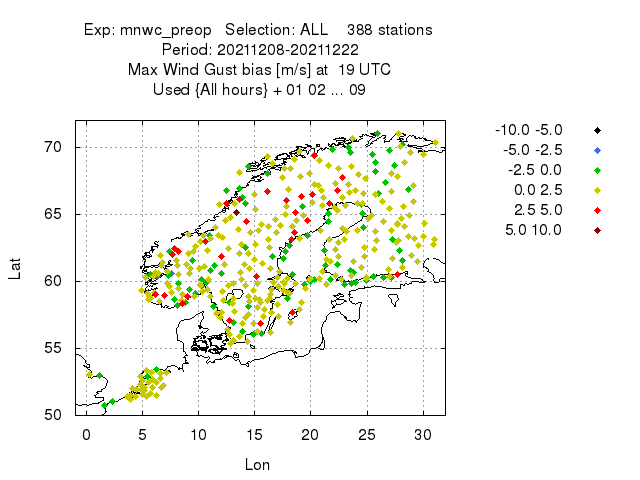 Exp: mnwc_preop   Selection: ALL    388 stations
Period: 20211208-20211222
Max Wind Gust bias [m/s] at  19 UTC
Used {All hours} + 01 02 ... 09
-10.0 -5.0
-5.0 -2.5
-2.5 0.0
0.0 2.5
2.5 5.0
5.0 10.0
70
65
60
55
50
Lat
0 5 10 15 20 25 30
Lon